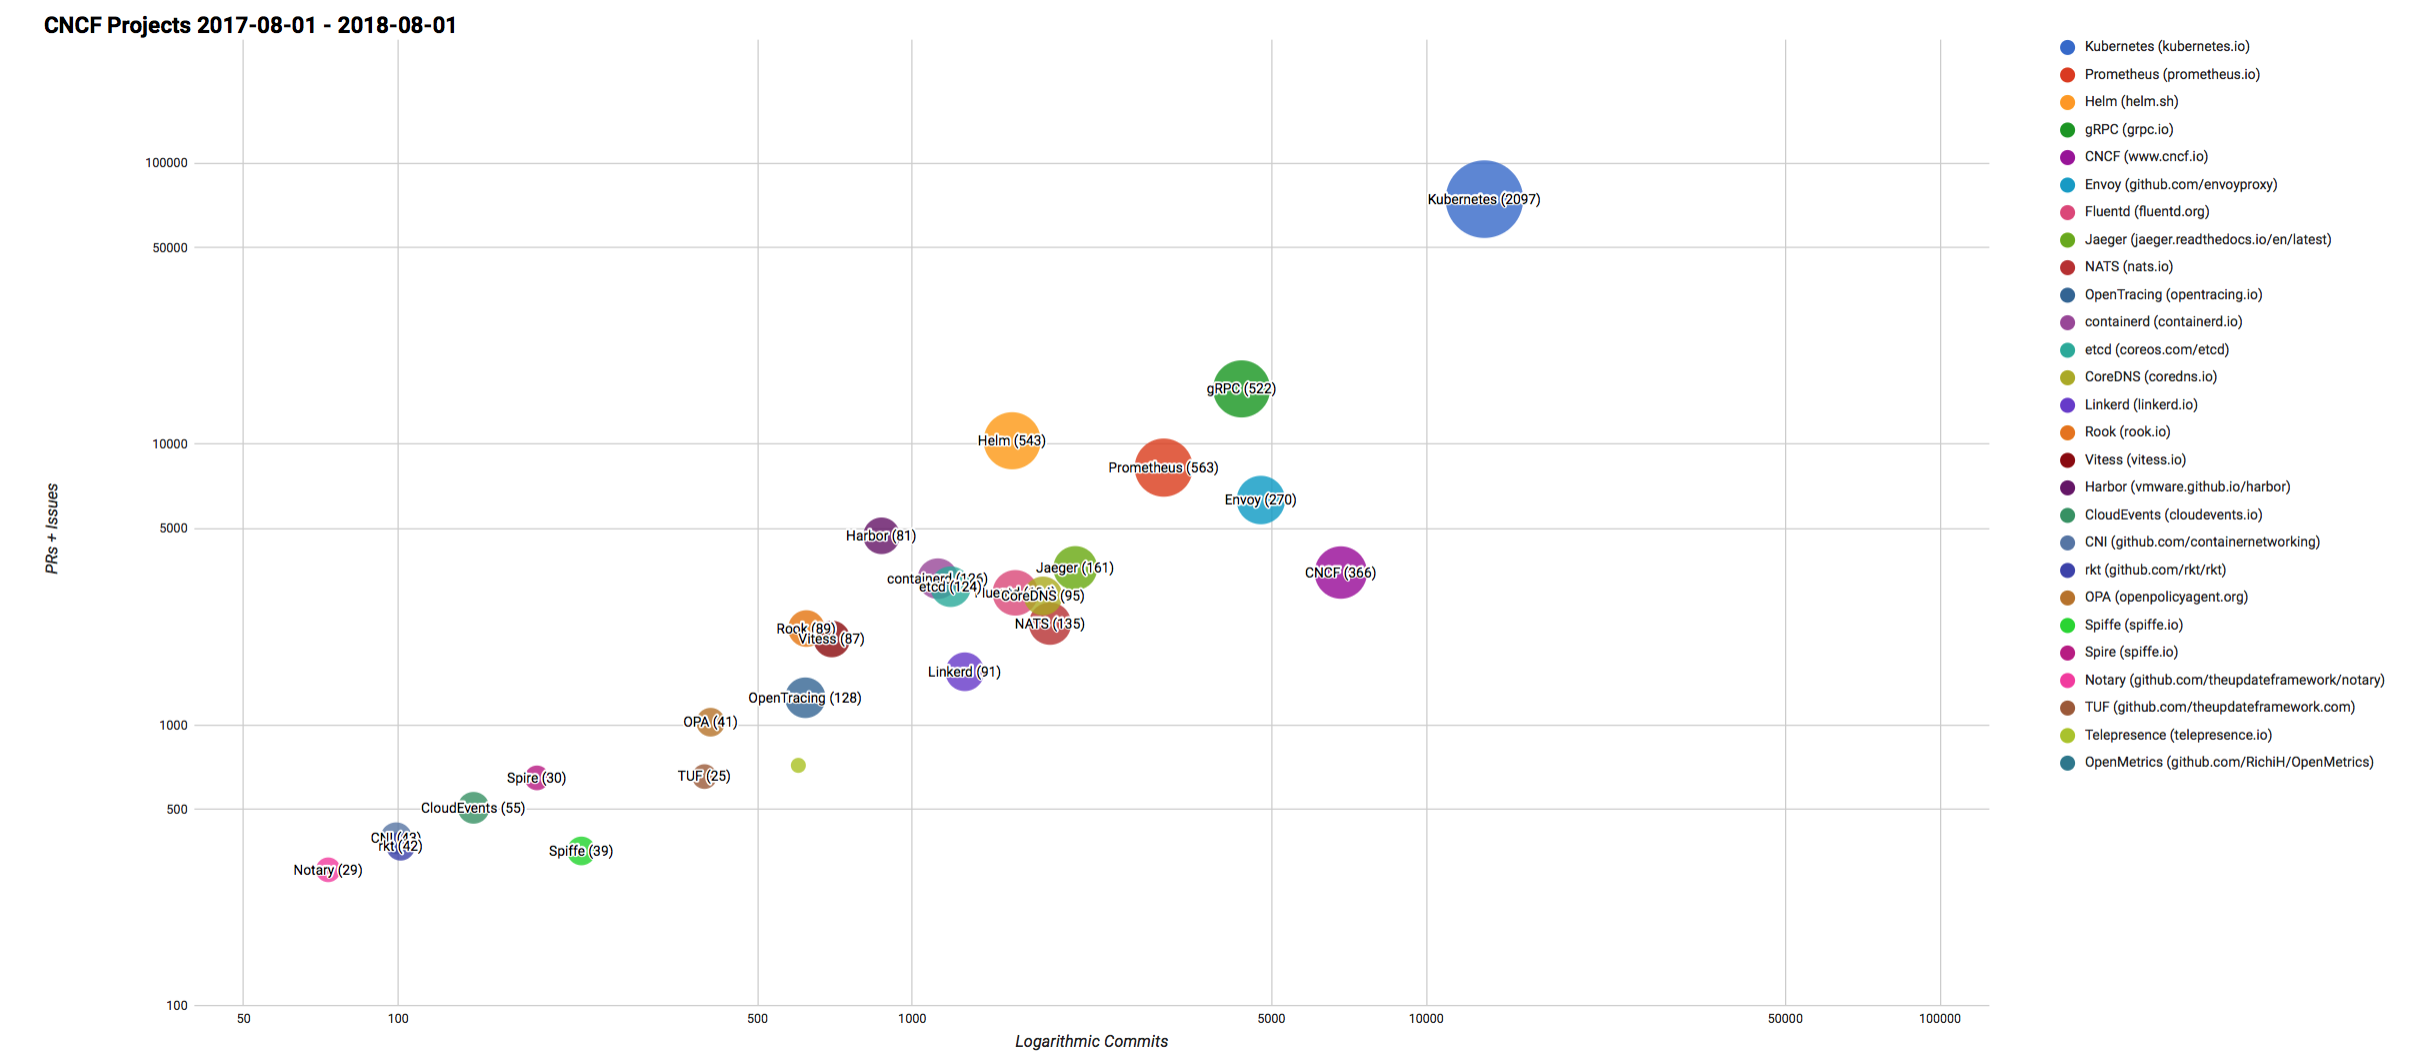 CNCF Projects 2017-08-01 - 2018-08-01
Kubernetes (kubernetes.io)
Prometheus (prometheus.io)
Helm (helm.sh)
gRPC (grpc.io)
CNCF (www.cncf.io)
Envoy (github.com/envoyproxy)
Fluentd (fluentd.org)
Jaeger (jaeger.readthedocs.io/en/latest)
NATS (nats.io)
OpenTracing (opentracing.io)
containerd (containerd.io)
etcd (coreos.com/etcd)
CoreDNS (coredns.io)
Linkerd (linkerd.io)
Rook (rook.io)
Vitess (vitess.io)
Harbor (vmware.github.io/harbor)
CloudEvents (cloudevents.io)
CNI (github.com/containernetworking)
rkt (github.com/rkt/rkt)
OPA (openpolicyagent.org)
Spiffe (spiffe.io)
Spire (spiffe.io)
Notary (github.com/theupdateframework/notary)
TUF (github.com/theupdateframework.com)
Telepresence (telepresence.io)
OpenMetrics (github.com/RichiH/OpenMetrics)
PRs + Issues
100000
50000
10000
5000
1000
500
100
Kubernetes (2097)
gRPC (522)
Helm (543)
Prometheus (563)
Envoy (270)
Harbor (81)
Jaeger (161)
CNCF (366)
containerd (126)
etcd (124)
Fluentd
CoreDNS (95)
NATS (135)
Rook (89)
Vitess (87)
Linkerd (91)
OpenTracing (128)
OPA (41)
TUF (25)
Spire (30)
CloudEvents (55)
CNI (43)
rkt (42)
Spiffe (39)
Notary (29)
50
100
500
1000
5000
10000
50000
100000
Logarithmic Commits